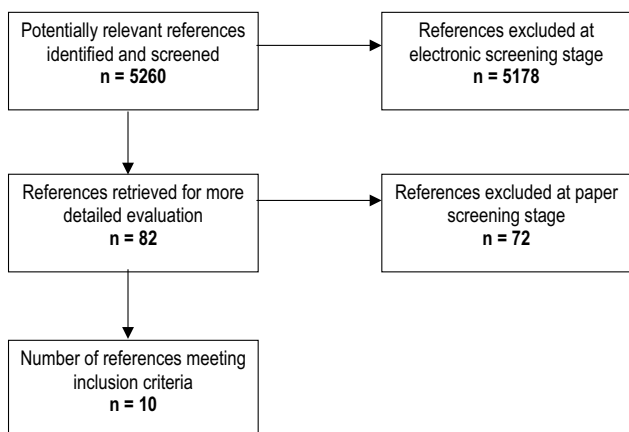 Potentially relevant references
identified and screened
n = 5260
References excluded at
electronic screening stage
n = 5178
References retrieved for more
detailed evaluation
n = 82
References excluded at paper
screening stage
n = 72
Number of references meeting
inclusion criteria
n = 10